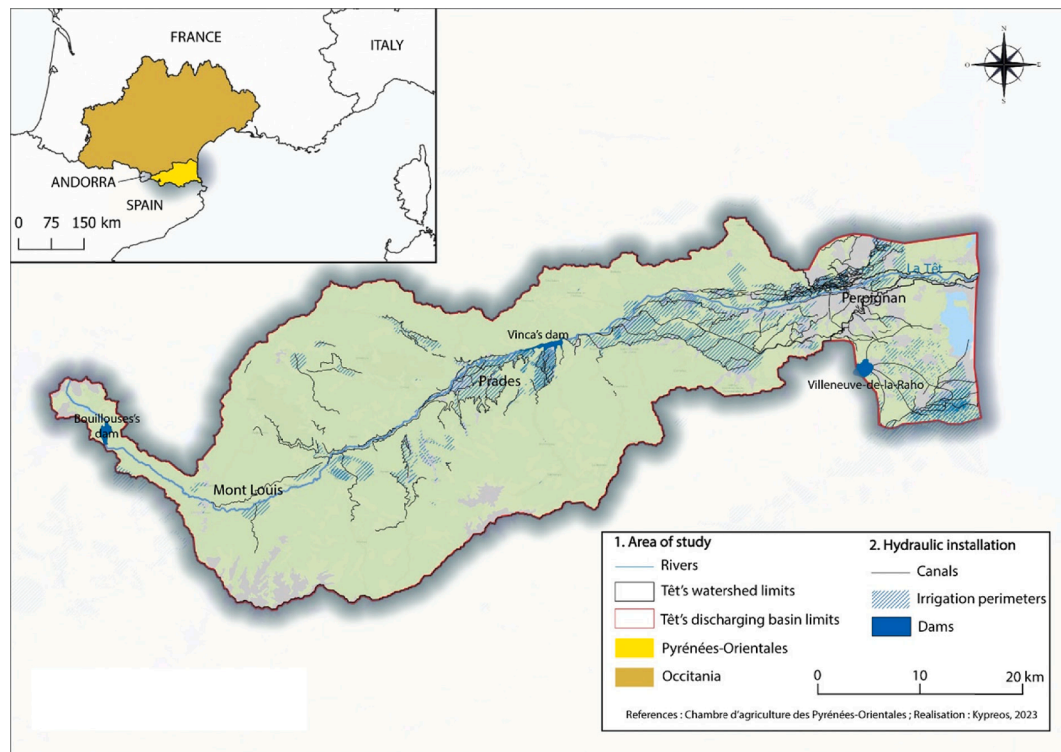 FRANCE
ITALY
ANDORRA
SPAIN
0 75 150 km
N
O E
S
La Têt
Perpignan
Vinca's dam
Prades
Villeneuve-de-la-Raho
Bouillouses's
dam
Mont Louis
1. Area of study
Rivers
Têt's watershed limits
Têt's discharging basin limits
Pyrénées-Orientales
Occitania
2. Hydraulic installation
Canals
Irrigation perimeters
Dams
0 10 20 km
References : Chambre d'agriculture des Pyrénées-Orientales ; Realisation : Kypreos, 2023